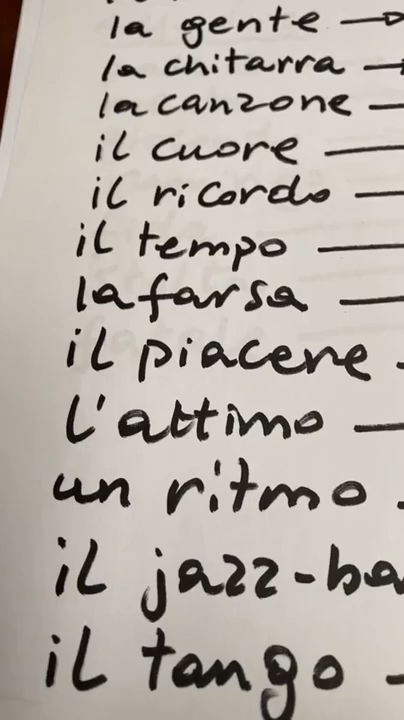 la gente
la chitarra
la canzone
il cuore
il ricordo
il tempo
la farsa
il piacere
l'attimo
un ritmo
il jazz-ba
il tango